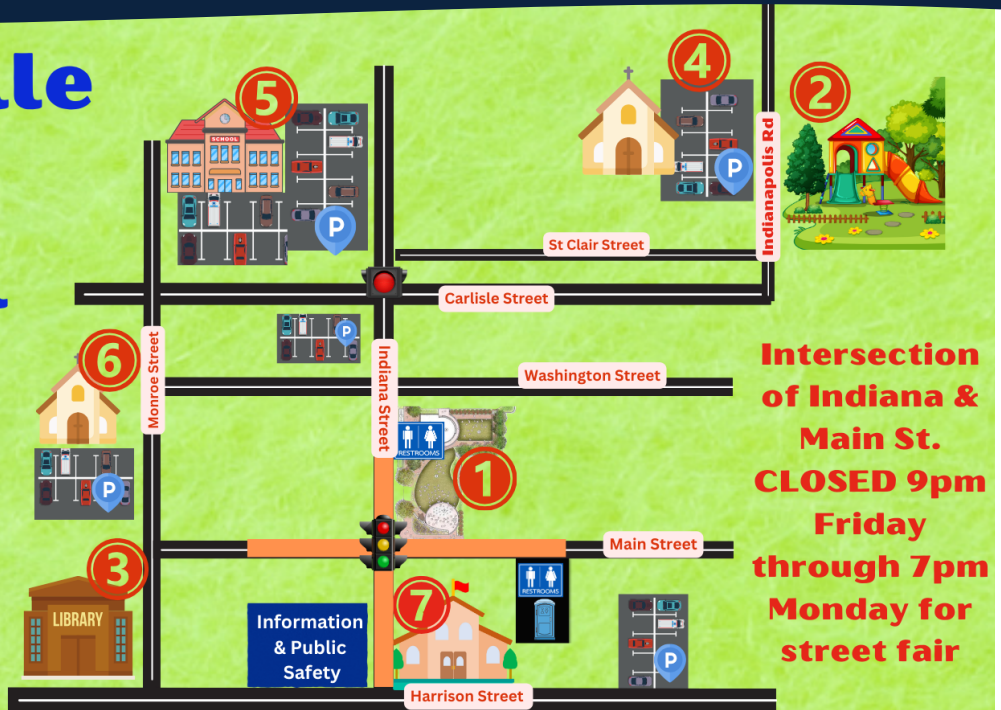 4
2
5
SCHOOL
P
P
Indianapolis Rd
St Clair Street
Carlisle Street
P
6
Monroe Street
Indiana Street
Washington Street
Intersection
of Indiana &
Main St.
CLOSED 9pm
Friday
through 7pm
Monday for
street fair
RESTROOMS
1
P
Main Street
3
LIBRARY
RESTROOMS
7
Information
& Public
Safety
P
Harrison Street